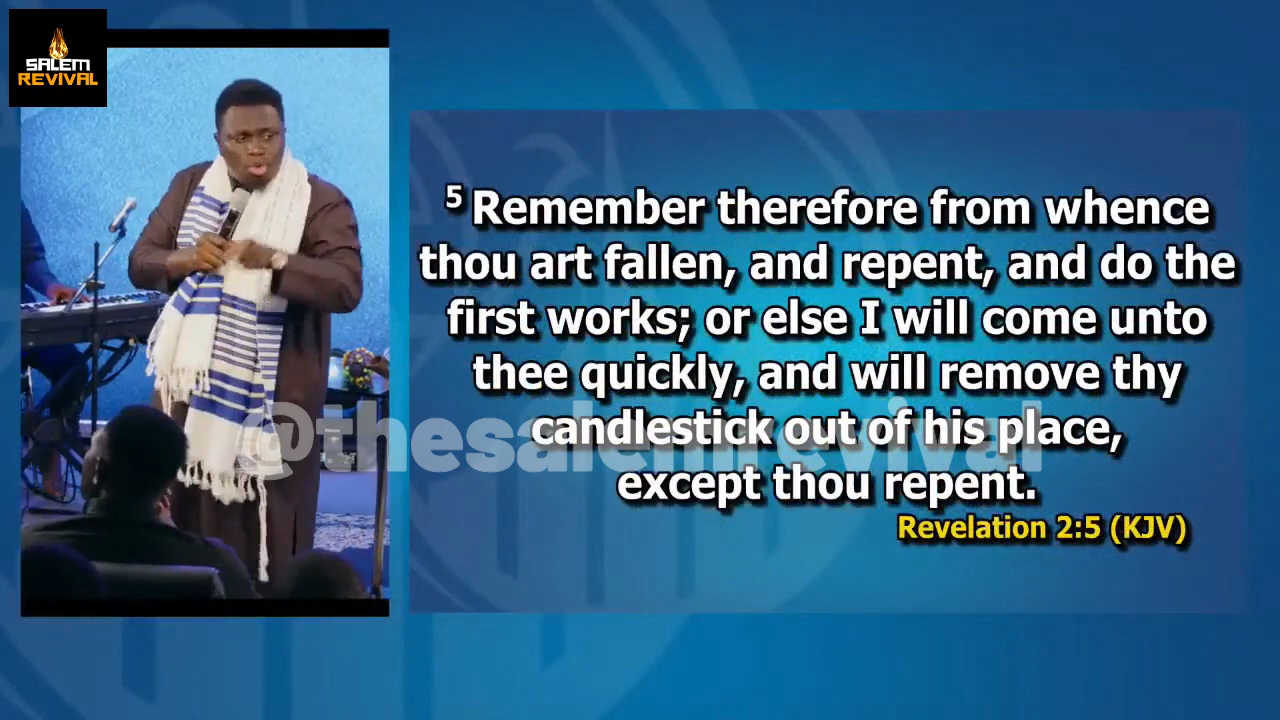 SALEM
REVIVAL
5 Remember therefore from whence
thou art fallen, and repent, and do the
first works; or else I will come unto
thee quickly, and will remove thy
candlestick out of his place,
except thou repent.
Revelation 2:5 (KJV)
@thesalemrevival